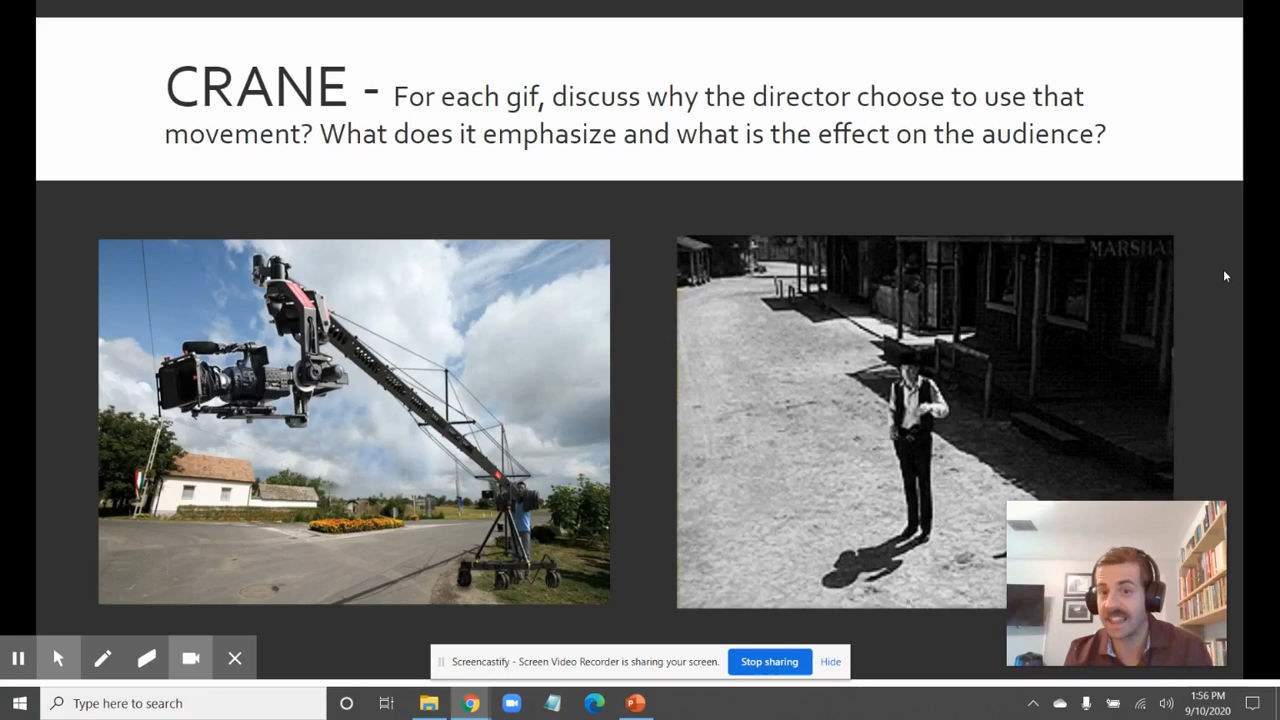 CRANE - For each gif, discuss why the director choose to use that
movement? What does it emphasize and what is the effect on the audience?
MARSHA
Screencastify - Screen Video Recorder is sharing your screen.
Stop sharing
Hide
Type here to search
1:56 PM
9/10/2020